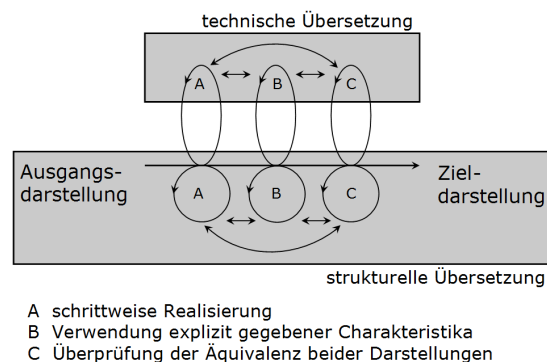 technische Übersetzung
A B C
Ausgangs-
darstellung
Ziel-
darstellung
A B C
strukturelle Übersetzung
A schrittweise Realisierung
B Verwendung explizit gegebener Charakteristika
C Überprüfung der Äquivalenz beider Darstellungen